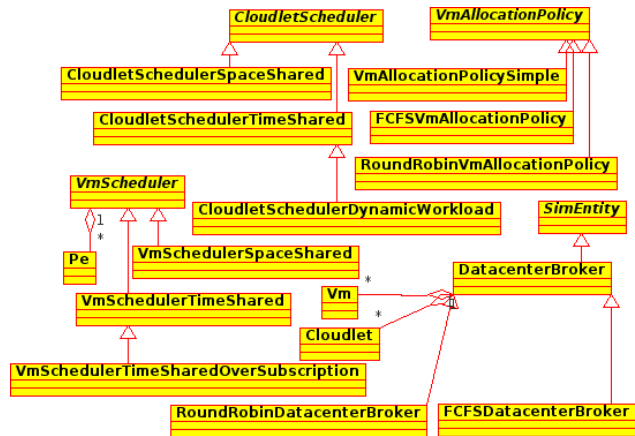 CloudletScheduler
VmAllocationPolicy
CloudletSchedulerSpaceShared
VmAllocationPolicySimple
CloudletSchedulerTimeShared
FCFSVmAllocationPolicy
RoundRobinVmAllocationPolicy
VmScheduler
CloudletSchedulerDynamicWorkload
SimEntity
1
*
Pe
VmSchedulerSpaceShared
DatacenterBroker
*
Vm
VmSchedulerTimeShared
1
*
Cloudlet
VmSchedulerTimeSharedOverSubscription
RoundRobinDatacenterBroker
FCFSDatacenterBroker